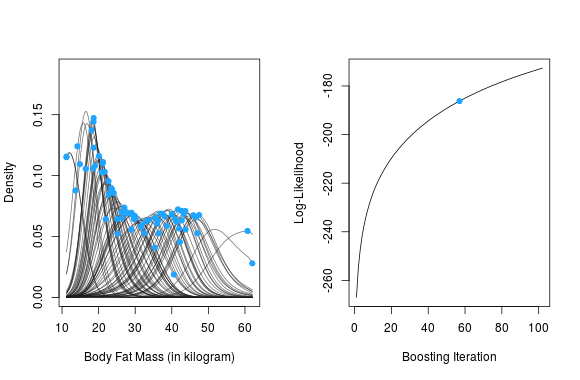 0.15
0.10
0.05
0.00
Density
10 20 30 40 50 60
Body Fat Mass (in kilogram)
-180
-200
-220
-240
-260
Log-Likelihood
0 20 40 60 80 100
Boosting Iteration